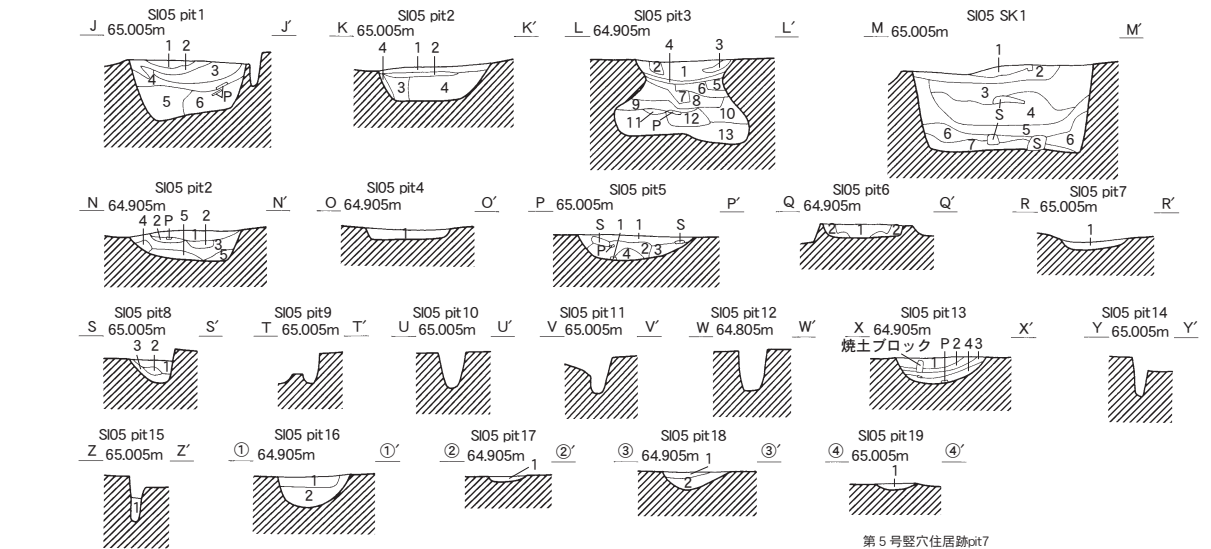 SI05 pit1
J 65.005m J′
1 2
3
4
5 6 P
SI05 pit2
K 65.005m K′
4 1 2
3 4
SI05 pit3
L 64.905m L′
4 3
2 1
6 5
7 8
9 10
11 P 12
13
SI05 SK1
M 65.005m M′
1
2
3
S 4
5
6 7 S 6
SI05 pit2
N 64.905m N′
4 2 P 5 1 2
3
5
SI05 pit4
O 64.905m O′
1
SI05 pit5
P 65.005m P′
S 1 1 S
P 4 2 3
SI05 pit6
Q 64.905m Q′
2 1 2
SI05 pit7
R 65.005m R′
1
SI05 pit8
S 65.005m S′
3 2
1
SI05 pit9
T 65.005m T′
SI05 pit10
U 65.005m U′
SI05 pit11
V 65.005m V′
SI05 pit12
W 64.805m W′
SI05 pit13
X 64.905m X′
焼土ブロック 1 P 2 4 3
SI05 pit14
Y 65.005m Y′
SI05 pit15
Z 65.005m Z′
1
SI05 pit16
① 64.905m ①′
1
2
SI05 pit17
② 64.905m ②′
1
SI05 pit18
③ 64.905m ③′
1
2
SI05 pit19
④ 65.005m ④′
1
第5号竪穴住居跡pit7